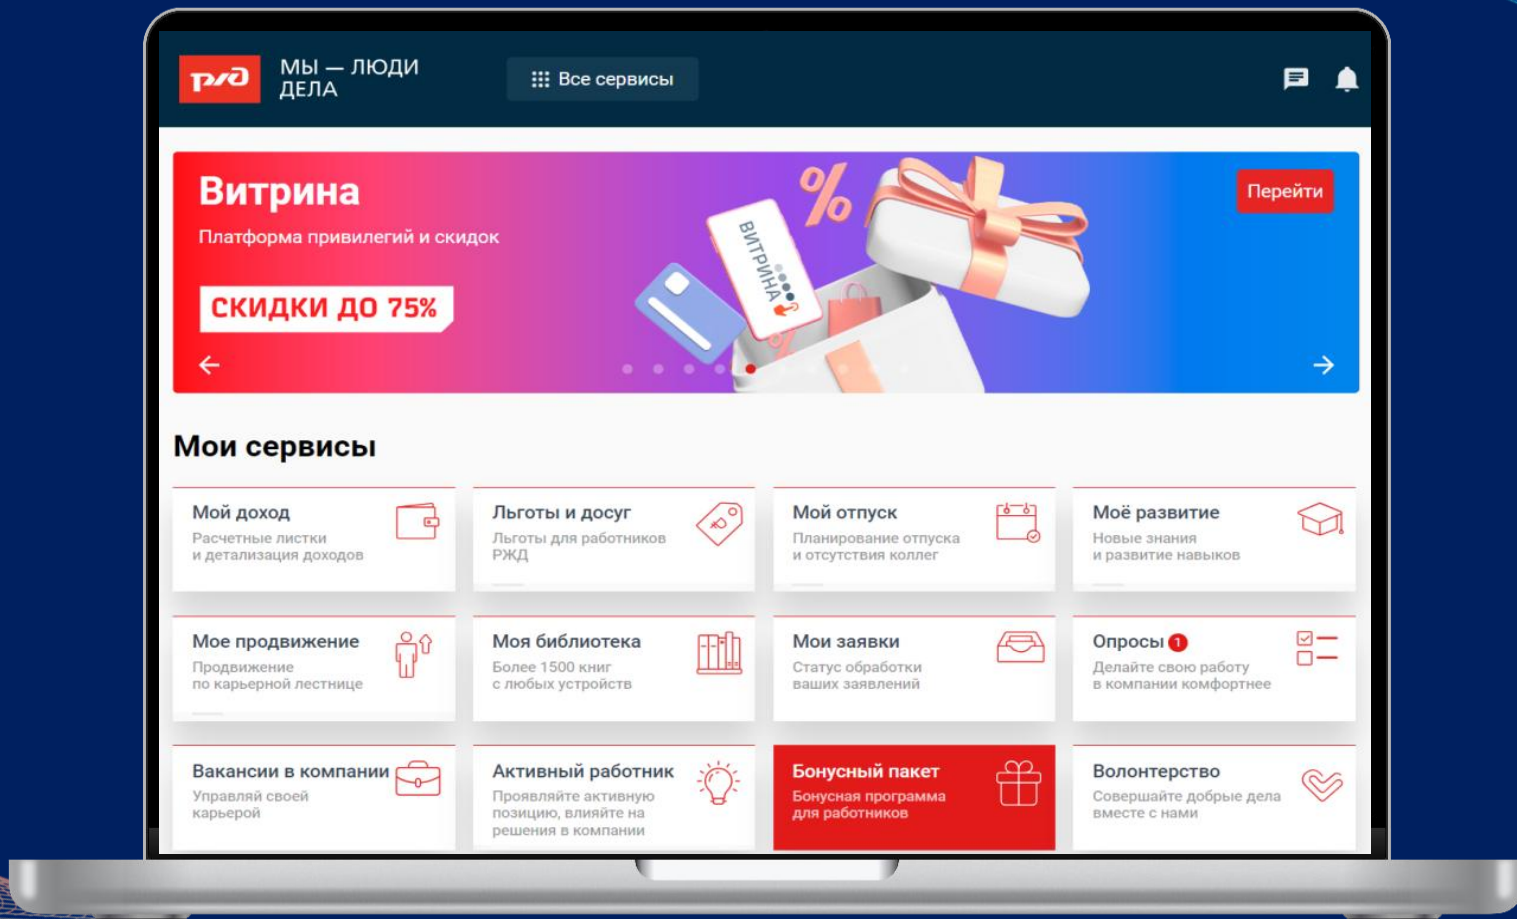 РЖД
МЫ — ЛЮДИ
ДЕЛА
Все сервисы
Витрина
Платформа привилегий и скидок
СКИДКИ ДО 75%
%
ВИТРИНА
%
Перейти
Мои сервисы
Мой доход
Расчетные листки
и детализация доходов
Льготы и досуг
Льготы для работников
РЖД
Мой отпуск
Планирование отпуска
и отсутствия коллег
Моё развитие
Новые знания
и развитие навыков
Мое продвижение
Продвижение
по карьерной лестнице
Моя библиотека
Более 1500 книг
с любых устройств
Мои заявки
Статус обработки
ваших заявлений
Опросы 1
Делайте свою работу
в компании комфортнее
Вакансии в компании
Управляй своей
карьерой
Активный работник
Проявляйте активную
позицию, влияйте на
решения в компании
Бонусный пакет
Бонусная программа
для работников
Волонтерство
Совершайте добрые дела
вместе с нами